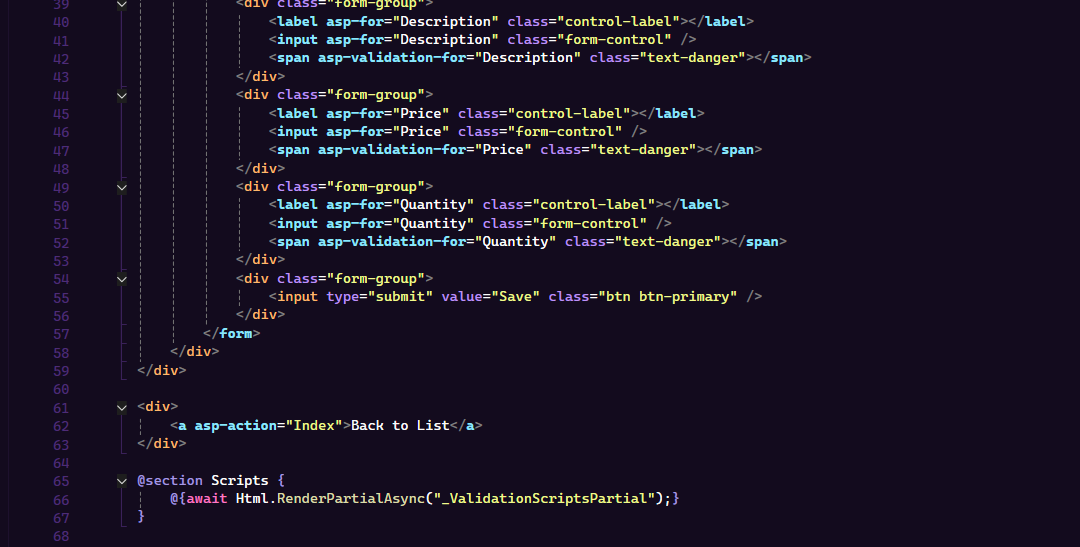 39 <div class="form-group">
40 <label asp-for="Description" class="control-label"></label>
41 <input asp-for="Description" class="form-control" />
42 <span asp-validation-for="Description" class="text-danger"></span>
43 </div>
44 <div class="form-group">
45 <label asp-for="Price" class="control-label"></label>
46 <input asp-for="Price" class="form-control" />
47 <span asp-validation-for="Price" class="text-danger"></span>
48 </div>
49 <div class="form-group">
50 <label asp-for="Quantity" class="control-label"></label>
51 <input asp-for="Quantity" class="form-control" />
52 <span asp-validation-for="Quantity" class="text-danger"></span>
53 </div>
54 <div class="form-group">
55 <input type="submit" value="Save" class="btn btn-primary" />
56 </div>
57 </form>
58 </div>
59 </div>
60
61 <div>
62 <a asp-action="Index">Back to List</a>
63 </div>
64
65 @section Scripts {
66 @{await Html.RenderPartialAsync("_ValidationScriptsPartial");}
67 }
68